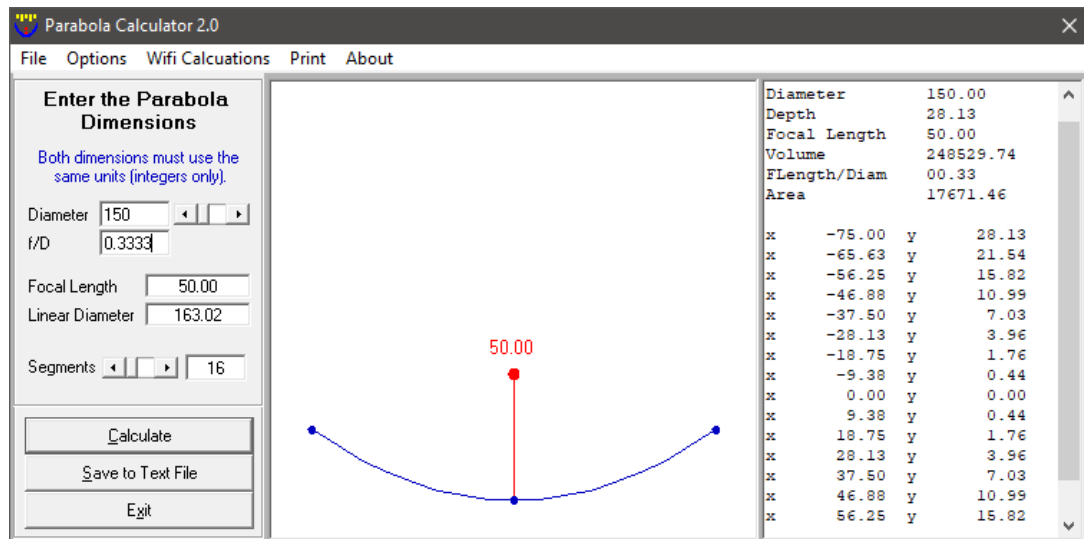 Parabola Calculator 2.0
File Options Wifi Calcuations Print About
Enter the Parabola
Dimensions
Both dimensions must use the
same units (integers only).
Diameter 150
f/D 0.3333
Focal Length 50.00
Linear Diameter 163.02
Segments 16
Calculate
Save to Text File
Exit
50.00
Diameter 150.00
Depth 28.13
Focal Length 50.00
Volume 248529.74
FLength/Diam 00.33
Area 17671.46
x -75.00 y 28.13
x -65.63 y 21.54
x -56.25 y 15.82
x -46.88 y 10.99
x -37.50 y 7.03
x -28.13 y 3.96
x -18.75 y 1.76
x -9.38 y 0.44
x 0.00 y 0.00
x 9.38 y 0.44
x 18.75 y 1.76
x 28.13 y 3.96
x 37.50 y 7.03
x 46.88 y 10.99
x 56.25 y 15.82